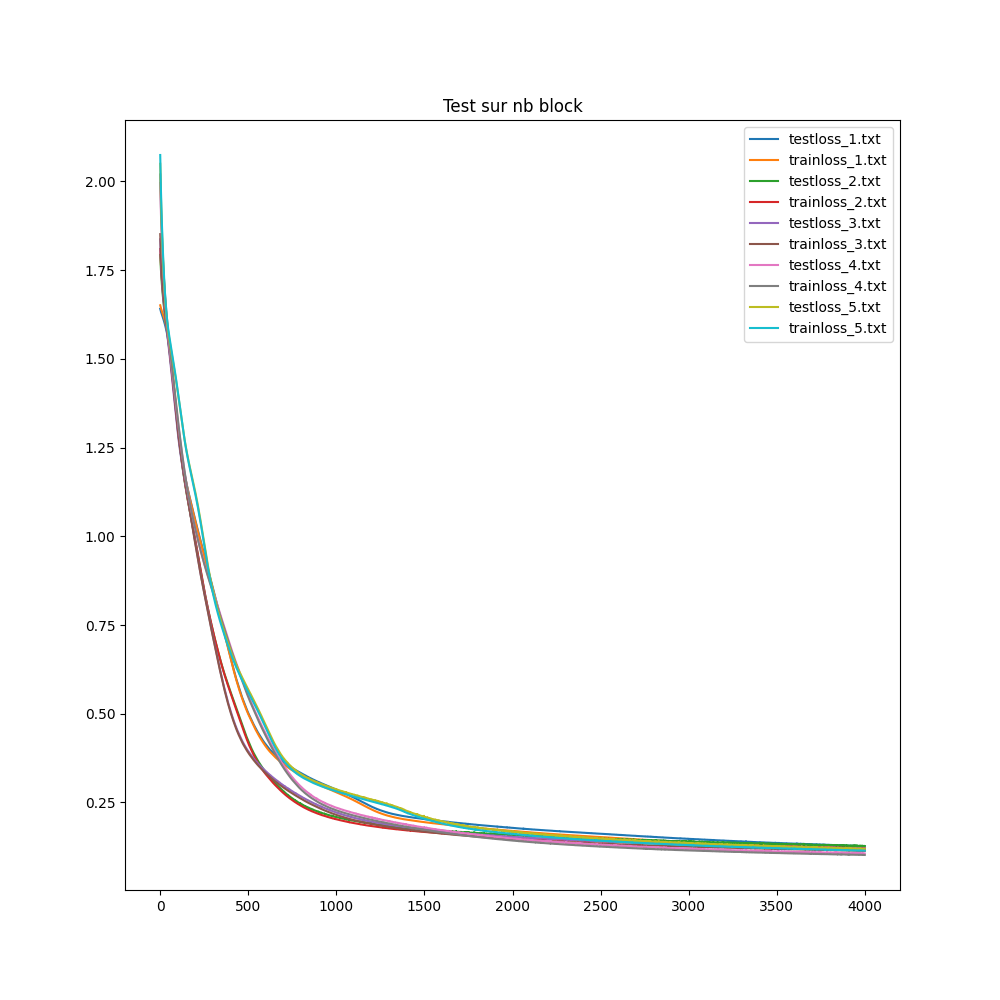 Test sur nb block
testloss_1.txt
trainloss_1.txt
testloss_2.txt
trainloss_2.txt
testloss_3.txt
trainloss_3.txt
testloss_4.txt
trainloss_4.txt
testloss_5.txt
trainloss_5.txt
2.00
1.75
1.50
1.25
1.00
0.75
0.50
0.25
0 500 1000 1500 2000 2500 3000 3500 4000